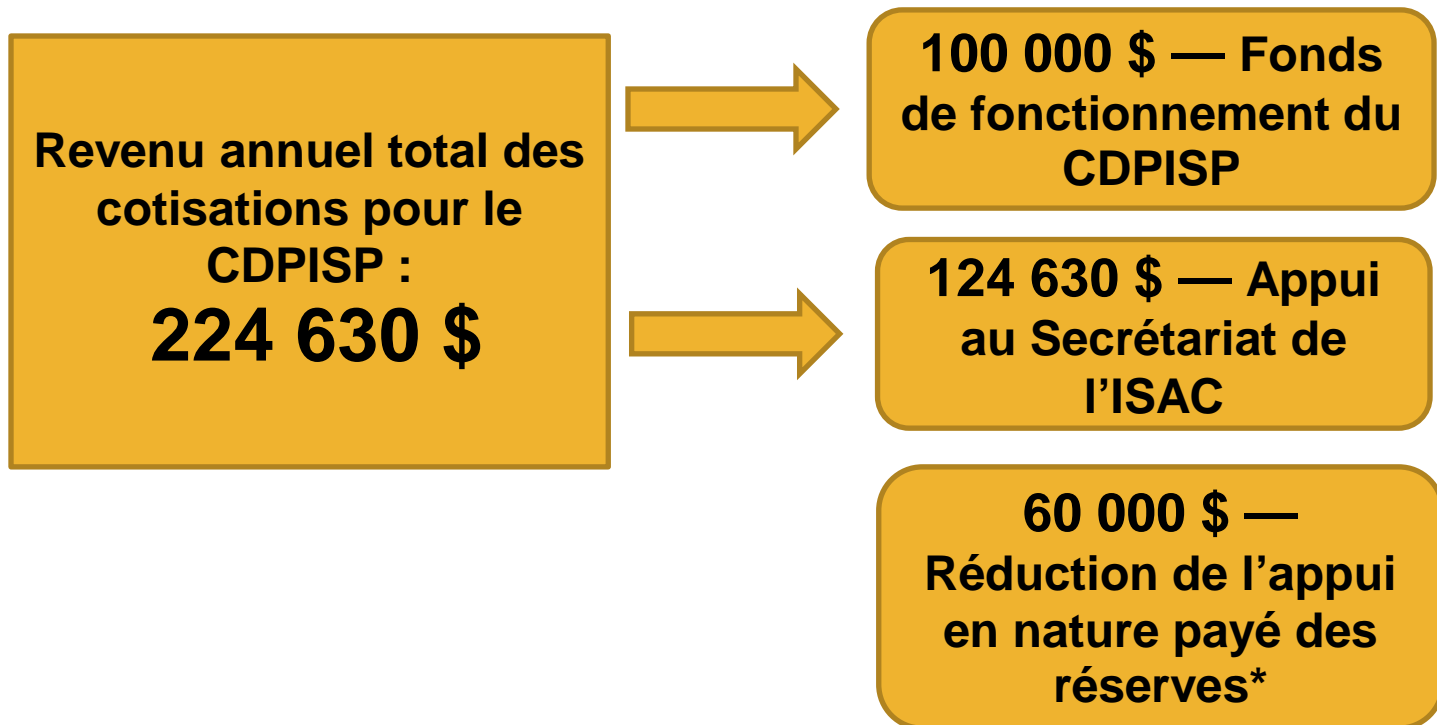 Revenu annuel total des
cotisations pour le
CDPISP :
224 630 $
100 000 $ — Fonds
de fonctionnement du
CDPISP
124 630 $ — Appui
au Secrétariat de
l’ISAC
60 000 $ —
Réduction de l’appui
en nature payé des
réserves*